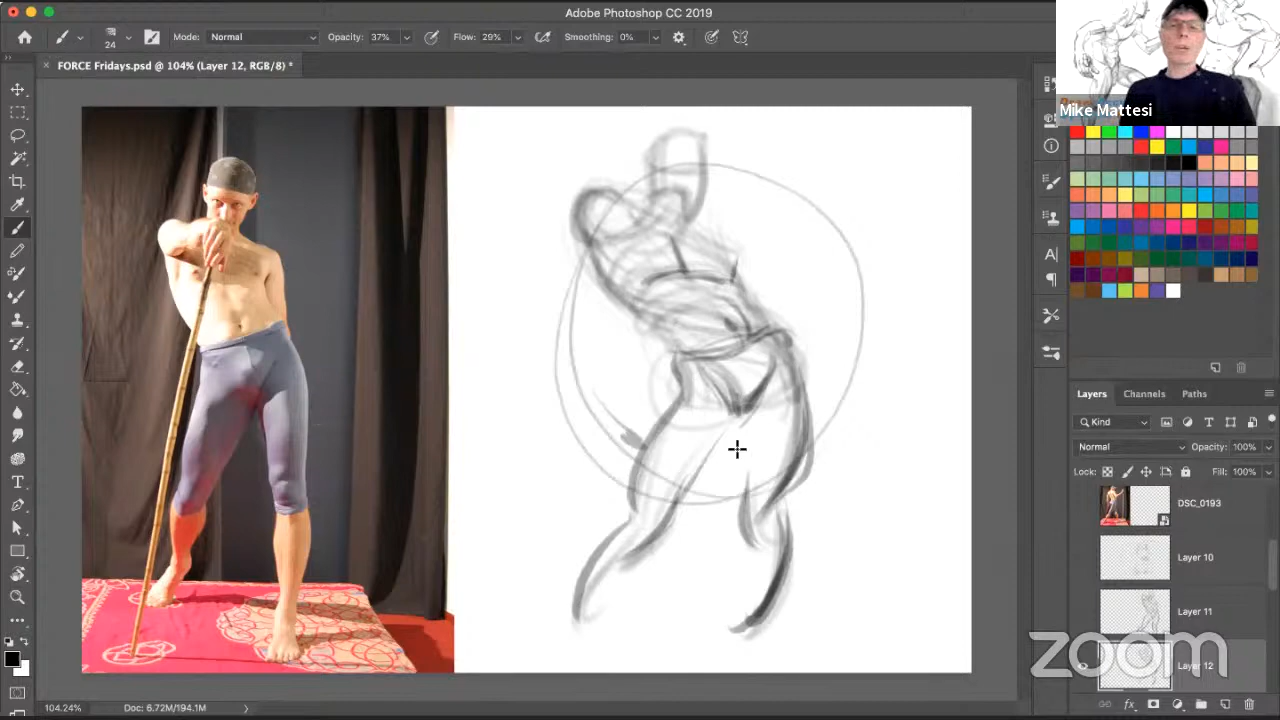 Adobe Photoshop CC 2019
24
Mode: Normal
Opacity: 37%
Flow: 29%
Smoothing: 0%
× FORCE Fridays.psd @ 104% (Layer 12, RGB/8) *
Mike Mattesi
Layers Channels Paths
Kind
Normal Opacity: 100%
Lock: Fill: 100%
DSC_0193
Layer 10
Layer 11
Layer 12
zoom
104.24% Doc: 6.72M/194.1M